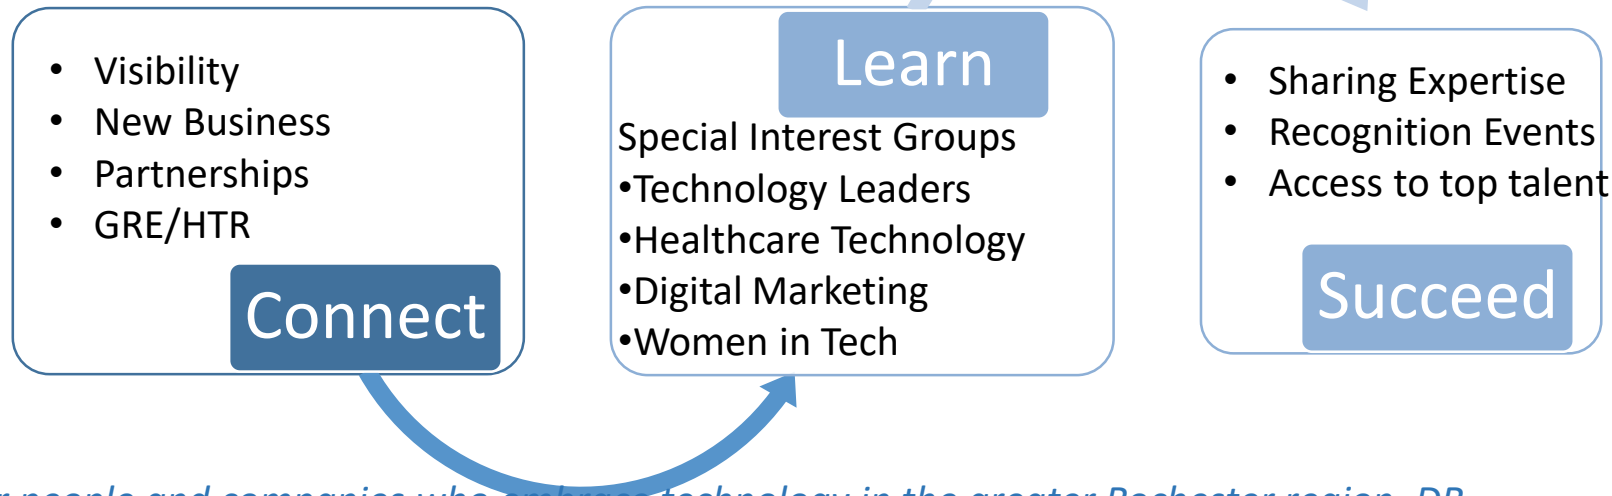 • Visibility
• New Business
• Partnerships
• GRE/HTR
Connect
Learn
Special Interest Groups
•Technology Leaders
•Healthcare Technology
•Digital Marketing
•Women in Tech
• Sharing Expertise
• Recognition Events
• Access to top talent
Succeed
people and companies who embrace technology in the greater Rochester region. DP